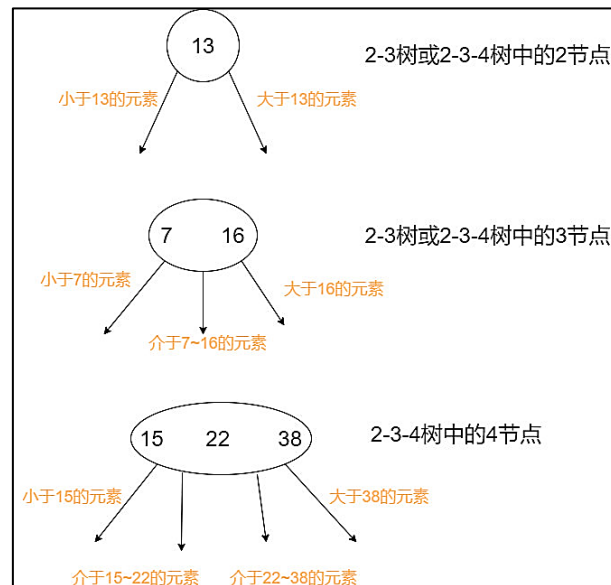 13
2-3树或2-3-4树中的2节点
小于13的元素
大于13的元素
7 16
2-3树或2-3-4树中的3节点
小于7的元素
大于16的元素
介于7~16的元素
15 22 38
2-3-4树中的4节点
小于15的元素
大于38的元素
介于15~22的元素
介于22~38的元素